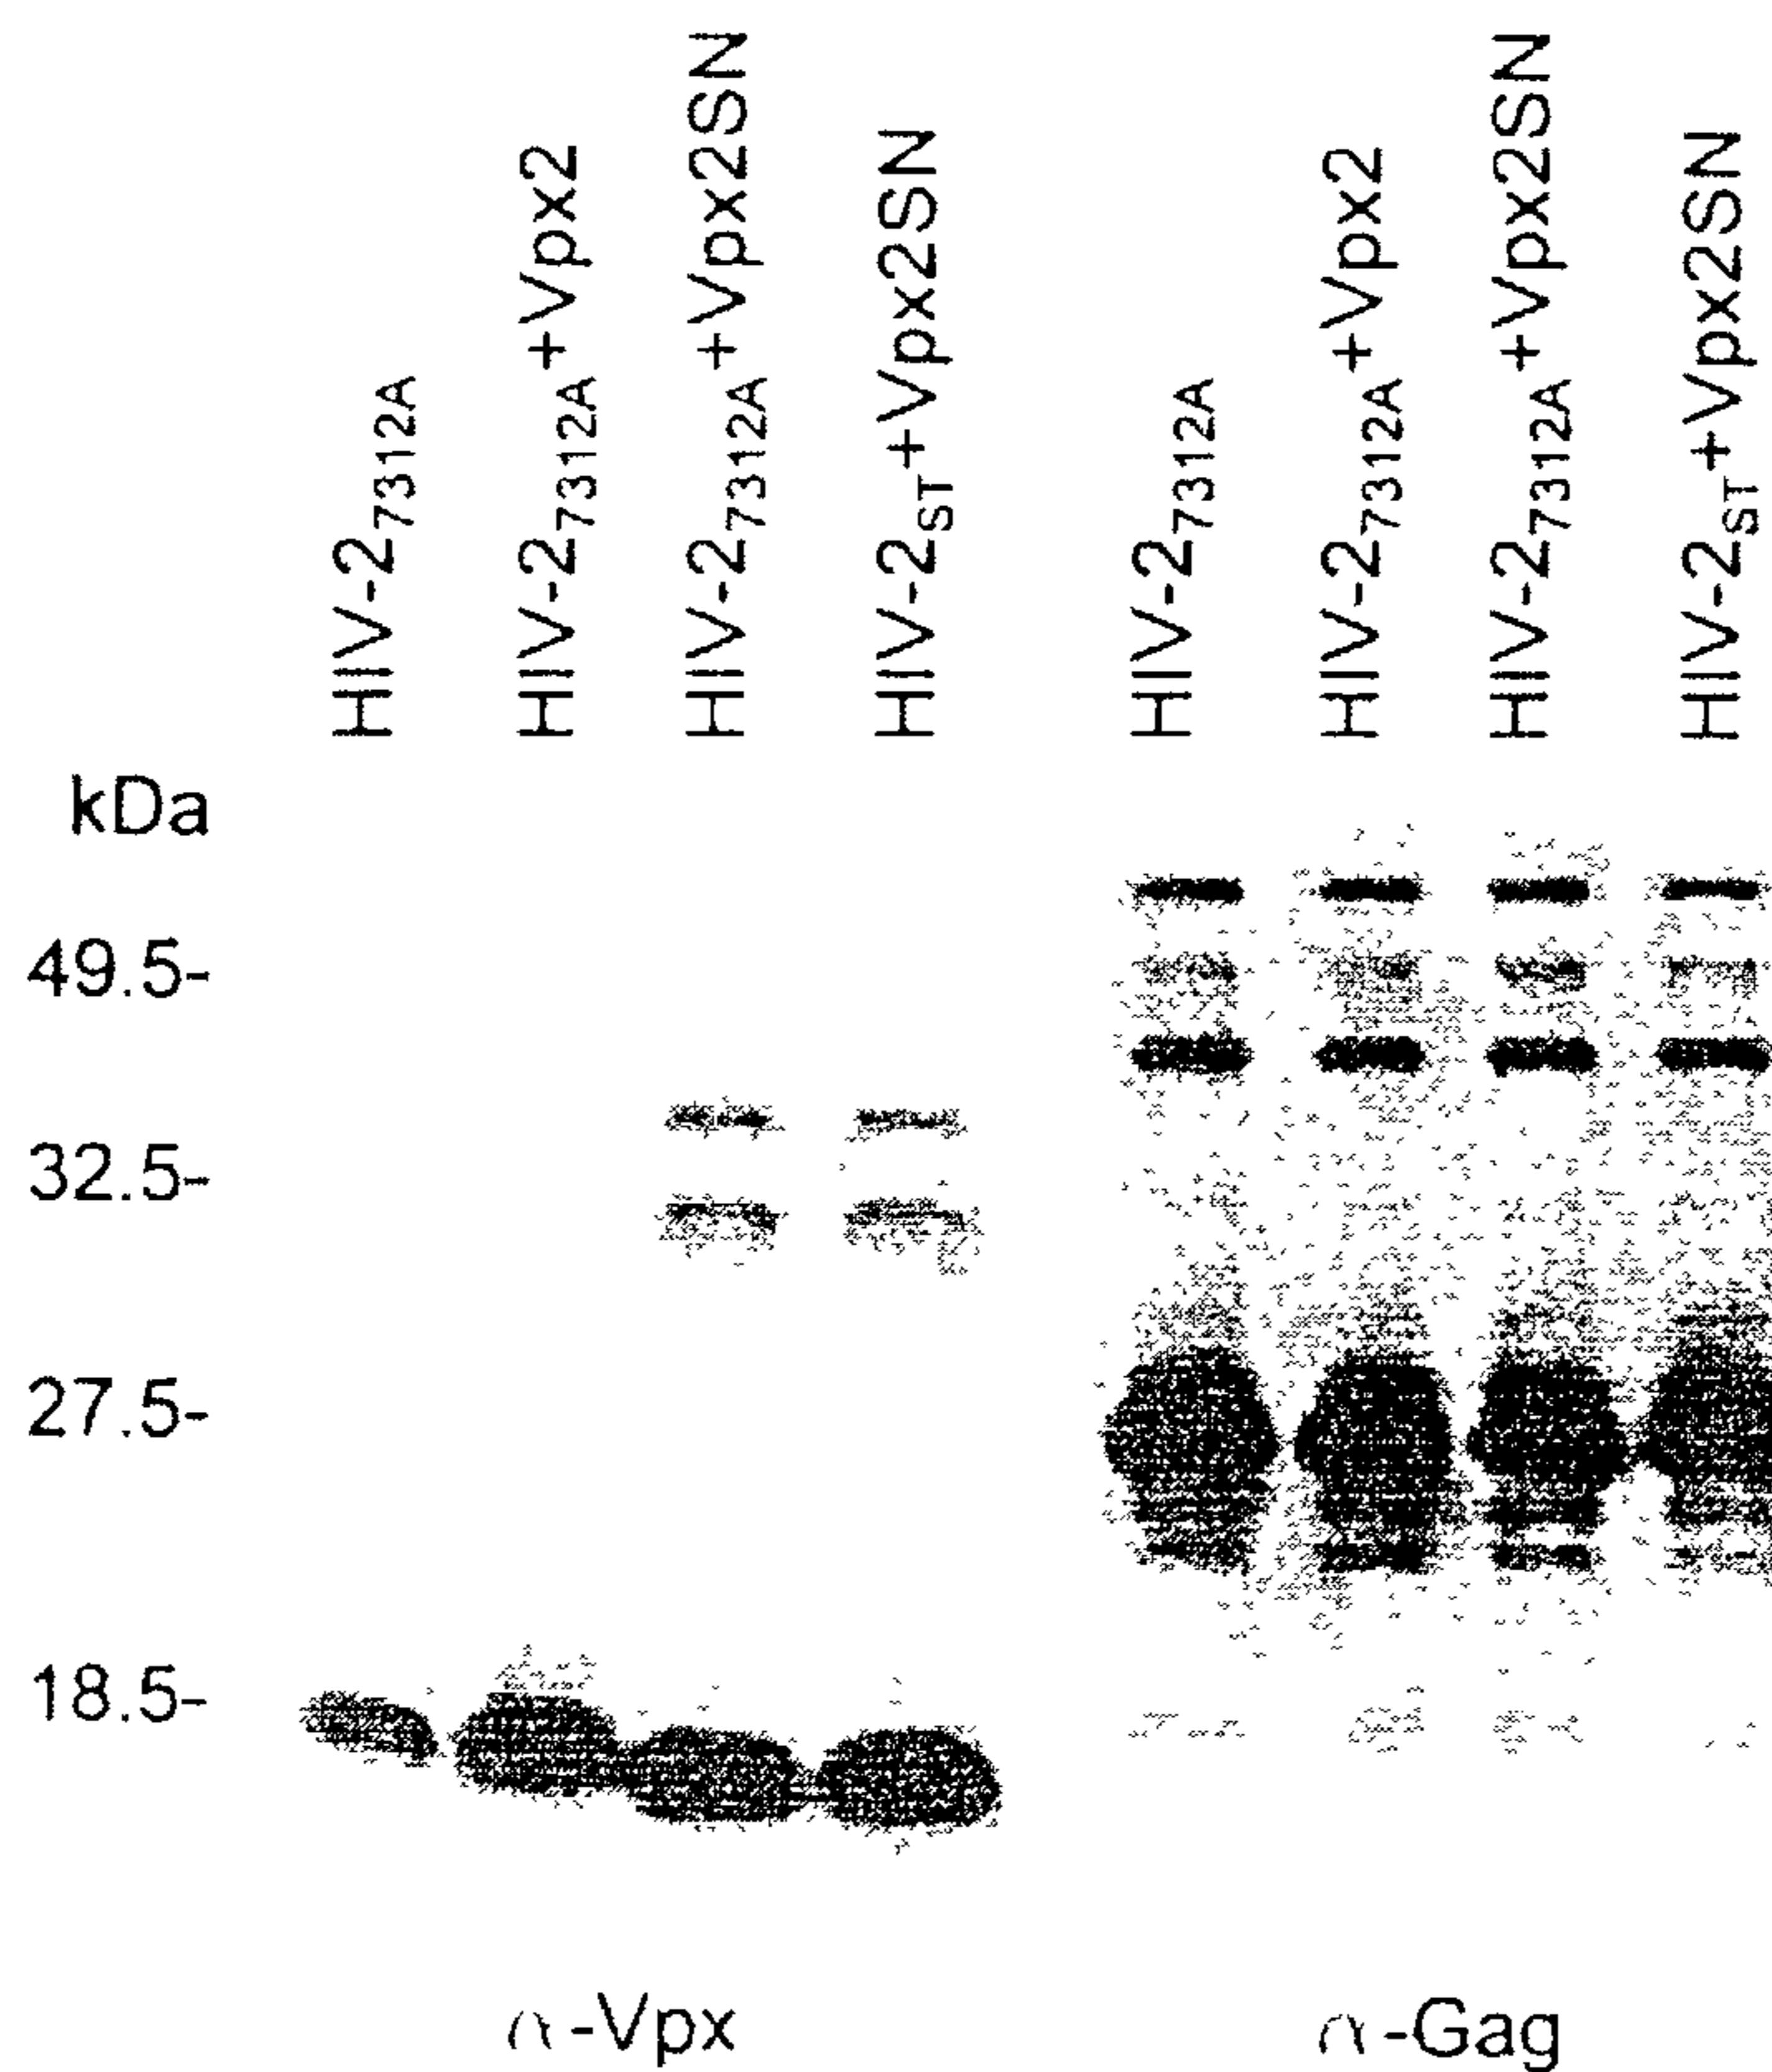 HIV-2₇₃₁₂ₐ
HIV-2₇₃₁₂ₐ+Vpx2
HIV-2₇₃₁₂ₐ+Vpx2SN
HIV-2ST+Vpx2SN
HIV-2₇₃₁₂ₐ
HIV-2₇₃₁₂ₐ+Vpx2
HIV-2₇₃₁₂ₐ+Vpx2SN
HIV-2ST+Vpx2SN
kDa
49.5-
32.5-
27.5-
18.5-
α-Vpx
α-Gag